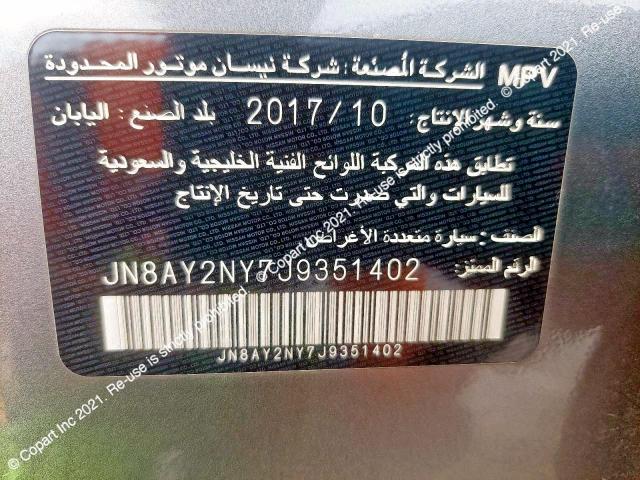 MPV الشركة المصنعة : شركة نيسان موتور المحدودة
سنة وشهر الإنتاج: 2017/10 بلد الصنع: اليابان
تطابق هذه المركبة اللوائح الفنية الخليجية والسعودية
للسيارات والتي صدرت حتى تاريخ الإنتاج
الصنف: سيارة متعددة الأغراض
الرقم المميز: JN8AY2NY7J9351402
JN8AY2NY7J9351402
© Copart Inc 2021. Re-use is strictly prohibited.